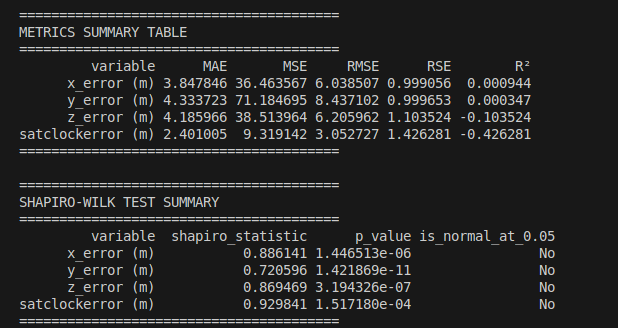 ========================================
METRICS SUMMARY TABLE
========================================
variable MAE MSE RMSE RSE R²
x_error (m) 3.847846 36.463567 6.038507 0.999056 0.000944
y_error (m) 4.333723 71.184695 8.437102 0.999653 0.000347
z_error (m) 4.185966 38.513964 6.205962 1.103524 -0.103524
satclockerror (m) 2.401005 9.319142 3.052727 1.426281 -0.426281
========================================
========================================
SHAPIRO-WILK TEST SUMMARY
========================================
variable shapiro_statistic p_value is_normal_at_0.05
x_error (m) 0.886141 1.446513e-06 No
y_error (m) 0.720596 1.421869e-11 No
z_error (m) 0.869469 3.194326e-07 No
satclockerror (m) 0.929841 1.517180e-04 No
========================================